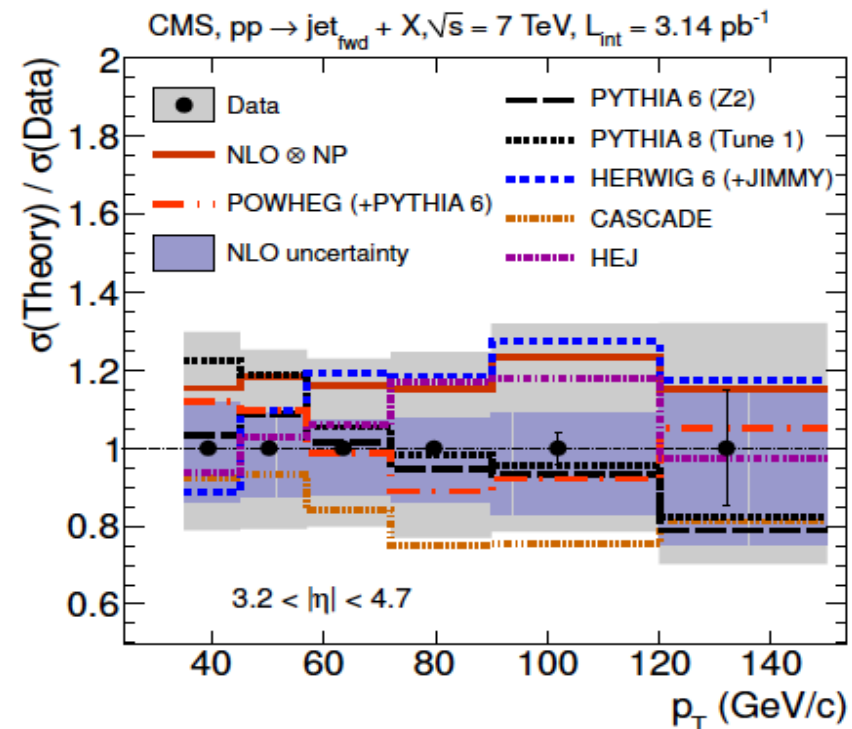 CMS, pp → jet_fwd + X, √s = 7 TeV, L_int = 3.14 pb⁻¹
σ(Theory) / σ(Data)
2
1.8
1.6
1.4
1.2
1
0.8
0.6
Data
NLO ⊗ NP
POWHEG (+PYTHIA 6)
NLO uncertainty
PYTHIA 6 (Z2)
PYTHIA 8 (Tune 1)
HERWIG 6 (+JIMMY)
CASCADE
HEJ
3.2 < |η| < 4.7
40 60 80 100 120 140
p_T (GeV/c)